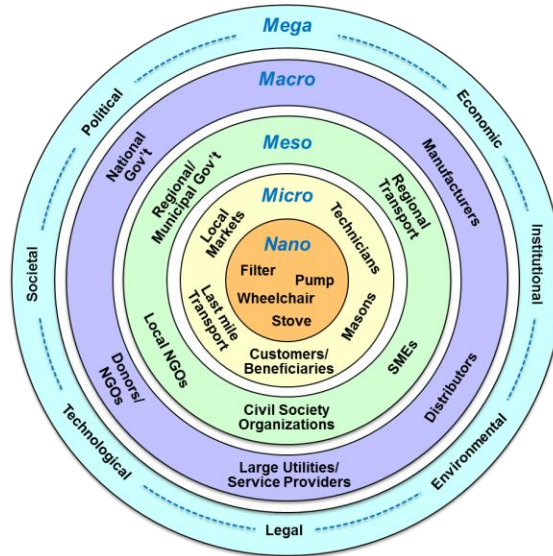 Mega
Political
Economic
Societal
Institutional
Technological
Environmental
Legal
Macro
National
Gov't
Manufacturers
Donors/
NGOs
Distributors
Large Utilities/
Service Providers
Meso
Regional/
Municipal Gov't
Regional
Transport
Local NGOs
SMEs
Civil Society
Organizations
Micro
Local
Markets
Technicians
Last mile
Transport
Masons
Customers/
Beneficiaries
Nano
Filter
Pump
Wheelchair
Stove